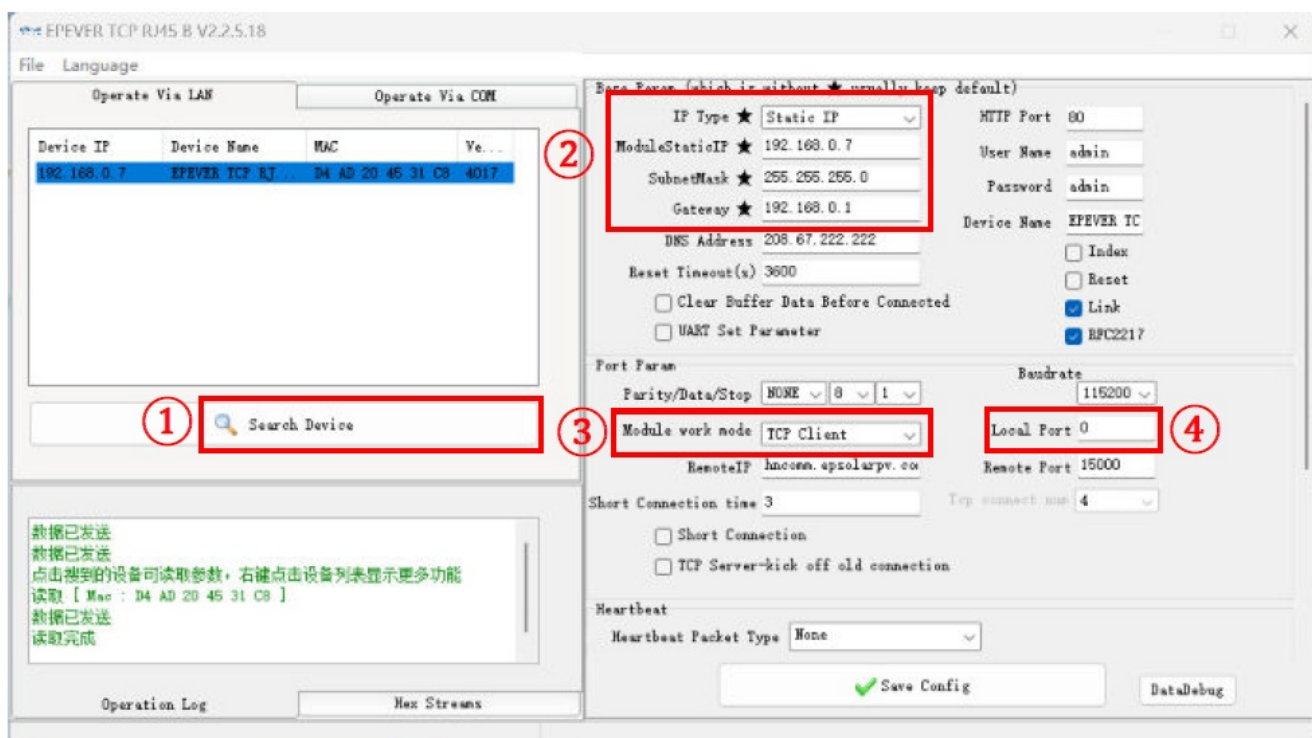 EPEVER TCP RJ45 B V2.2.5.18
File Language
Operate Via LAN
Operate Via COM
Device IP Device Name MAC Ve...
192.168.0.7 EPEVER TCP RJ... D4 AD 20 45 31 C8 4017
①
Search Device
数据已发送
数据已发送
点击搜到的设备可读取参数，右键点击设备列表显示更多功能
读取 [ Mac : D4 AD 20 45 31 C8 ]
数据已发送
读取完成
Operation Log
Hex Streams
Base Param (which is without ★ usually keep default)
②
IP Type ★ Static IP
ModuleStaticIP ★ 192.168.0.7
SubnetMask ★ 255.255.255.0
Gateway ★ 192.168.0.1
DNS Address 208.67.222.222
Reset Timeout(s) 3600
Clear Buffer Data Before Connected
UART Set Parameter
HTTP Port 80
User Name admin
Password admin
Device Name EPEVER TC
Index
Reset
Link
RFC2217
Port Param
Parity/Data/Stop NONE 8 1
Baudrate
115200
③
Module work mode TCP Client
Local Port 0
④
RemoteIP hncomm.epsolarpv.co
Remote Port 15000
Short Connection time 3
Tcp connect num 4
Short Connection
TCP Server-kick off old connection
Heartbeat
Heartbeat Packet Type None
Save Config
DataDebug